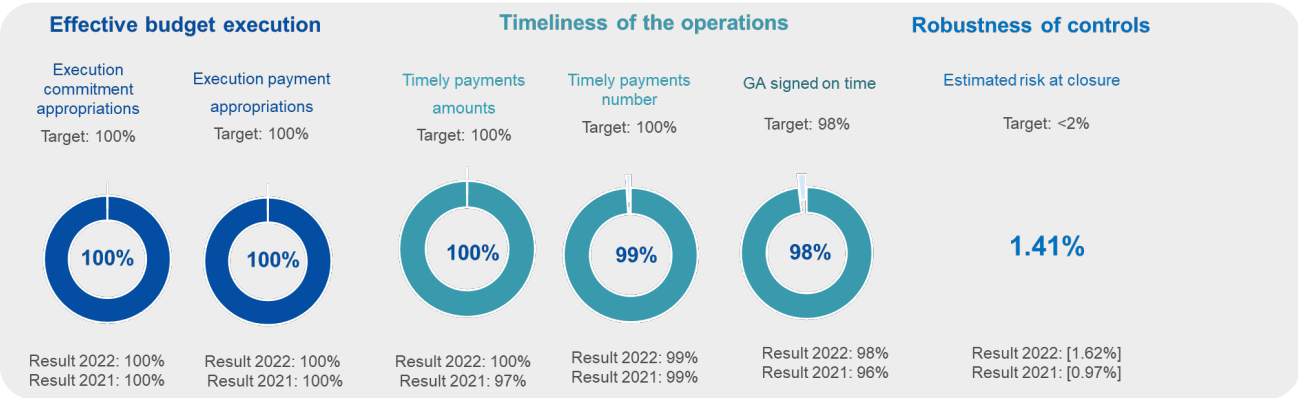 Effective budget execution
Execution
commitment
appropriations
Target: 100%
100%
Result 2022: 100%
Result 2021: 100%
Execution payment
appropriations
Target: 100%
100%
Result 2022: 100%
Result 2021: 100%
Timeliness of the operations
Timely payments
amounts
Target: 100%
100%
Result 2022: 100%
Result 2021: 97%
Timely payments
number
Target: 100%
99%
Result 2022: 99%
Result 2021: 99%
GA signed on time
Target: 98%
98%
Result 2022: 98%
Result 2021: 96%
Robustness of controls
Estimated risk at closure
Target: <2%
1.41%
Result 2022: [1.62%]
Result 2021: [0.97%]